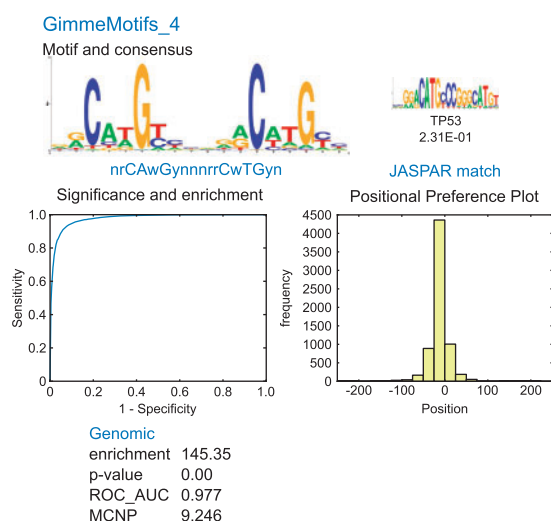 GimmeMotifs_4
Motif and consensus
TP53
2.31E-01
nrCAwGynnnrrCwTGyn
JASPAR match
Significance and enrichment
Positional Preference Plot
1.0
0.8
0.6
0.4
0.2
0
Sensitivity
0 0.2 0.4 0.6 0.8 1.0
1 - Specificity
4500
4000
3500
3000
2500
2000
1500
1000
500
0
frequency
-200 -100 0 100 200
Position
Genomic
enrichment 145.35
p-value 0.00
ROC_AUC 0.977
MCNP 9.246